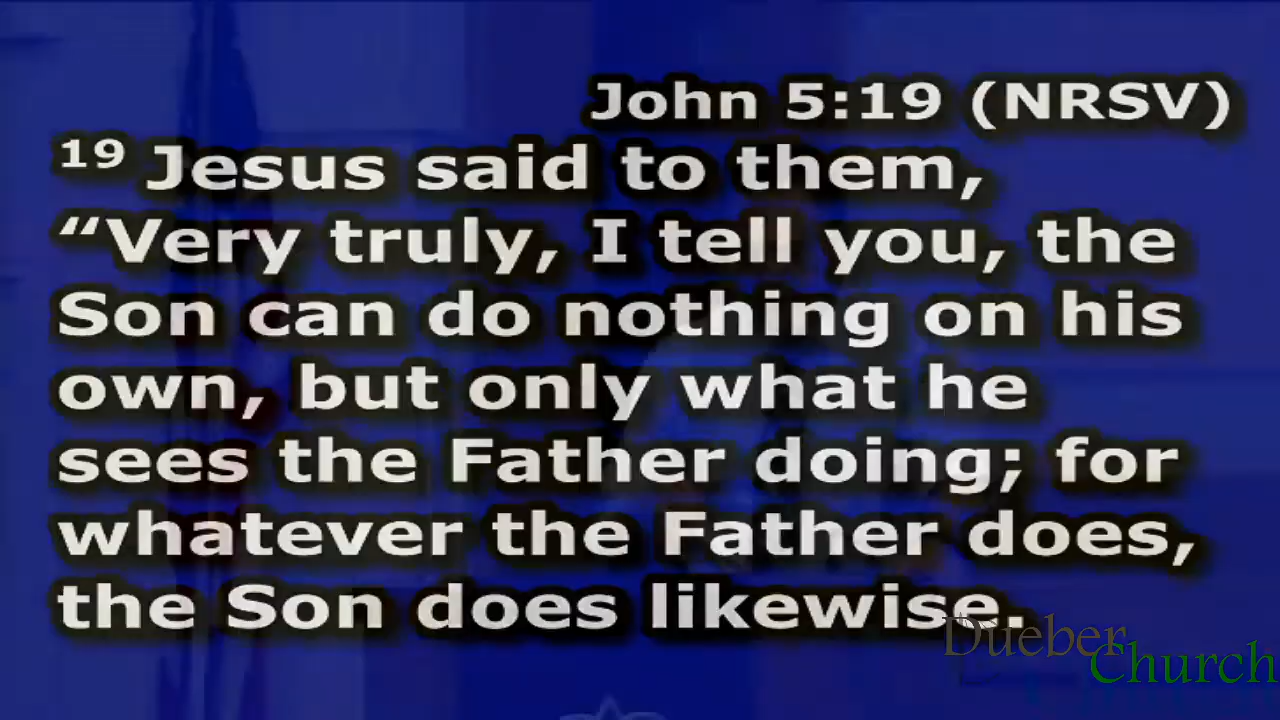 John 5:19 (NRSV)
19 Jesus said to them,
“Very truly, I tell you, the
Son can do nothing on his
own, but only what he
sees the Father doing; for
whatever the Father does,
the Son does likewise.
Dueber
Church